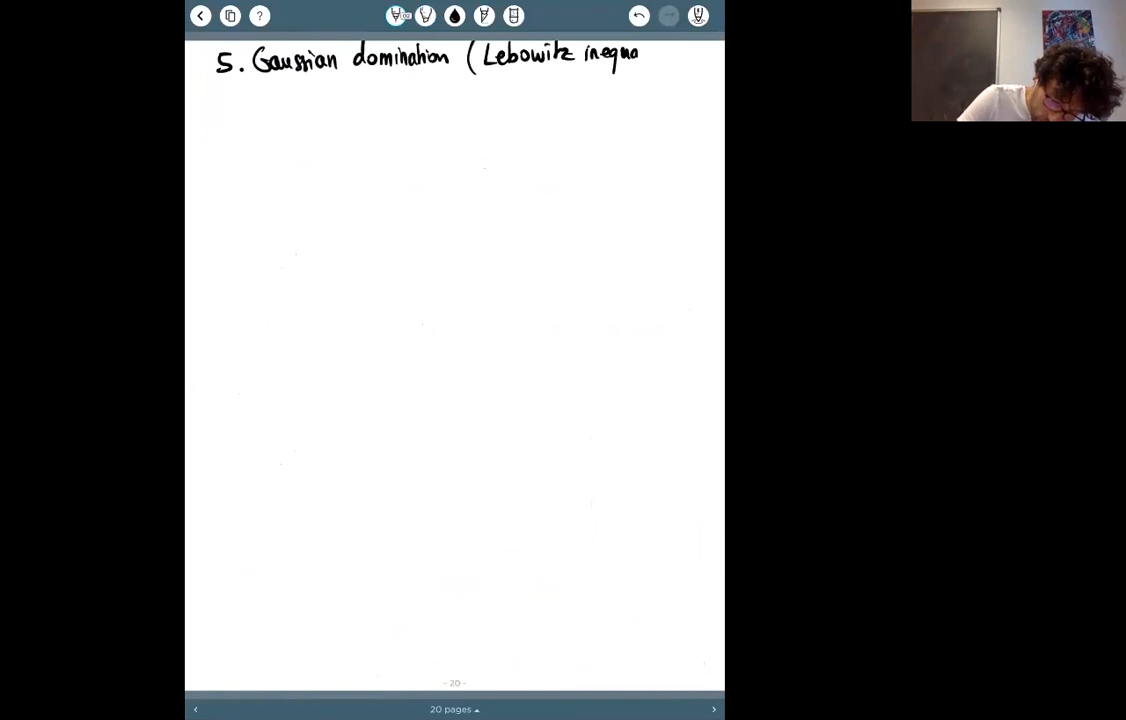 ?
5. Gaussian domination (Lebowitz inequa
- 20 -
20 pages